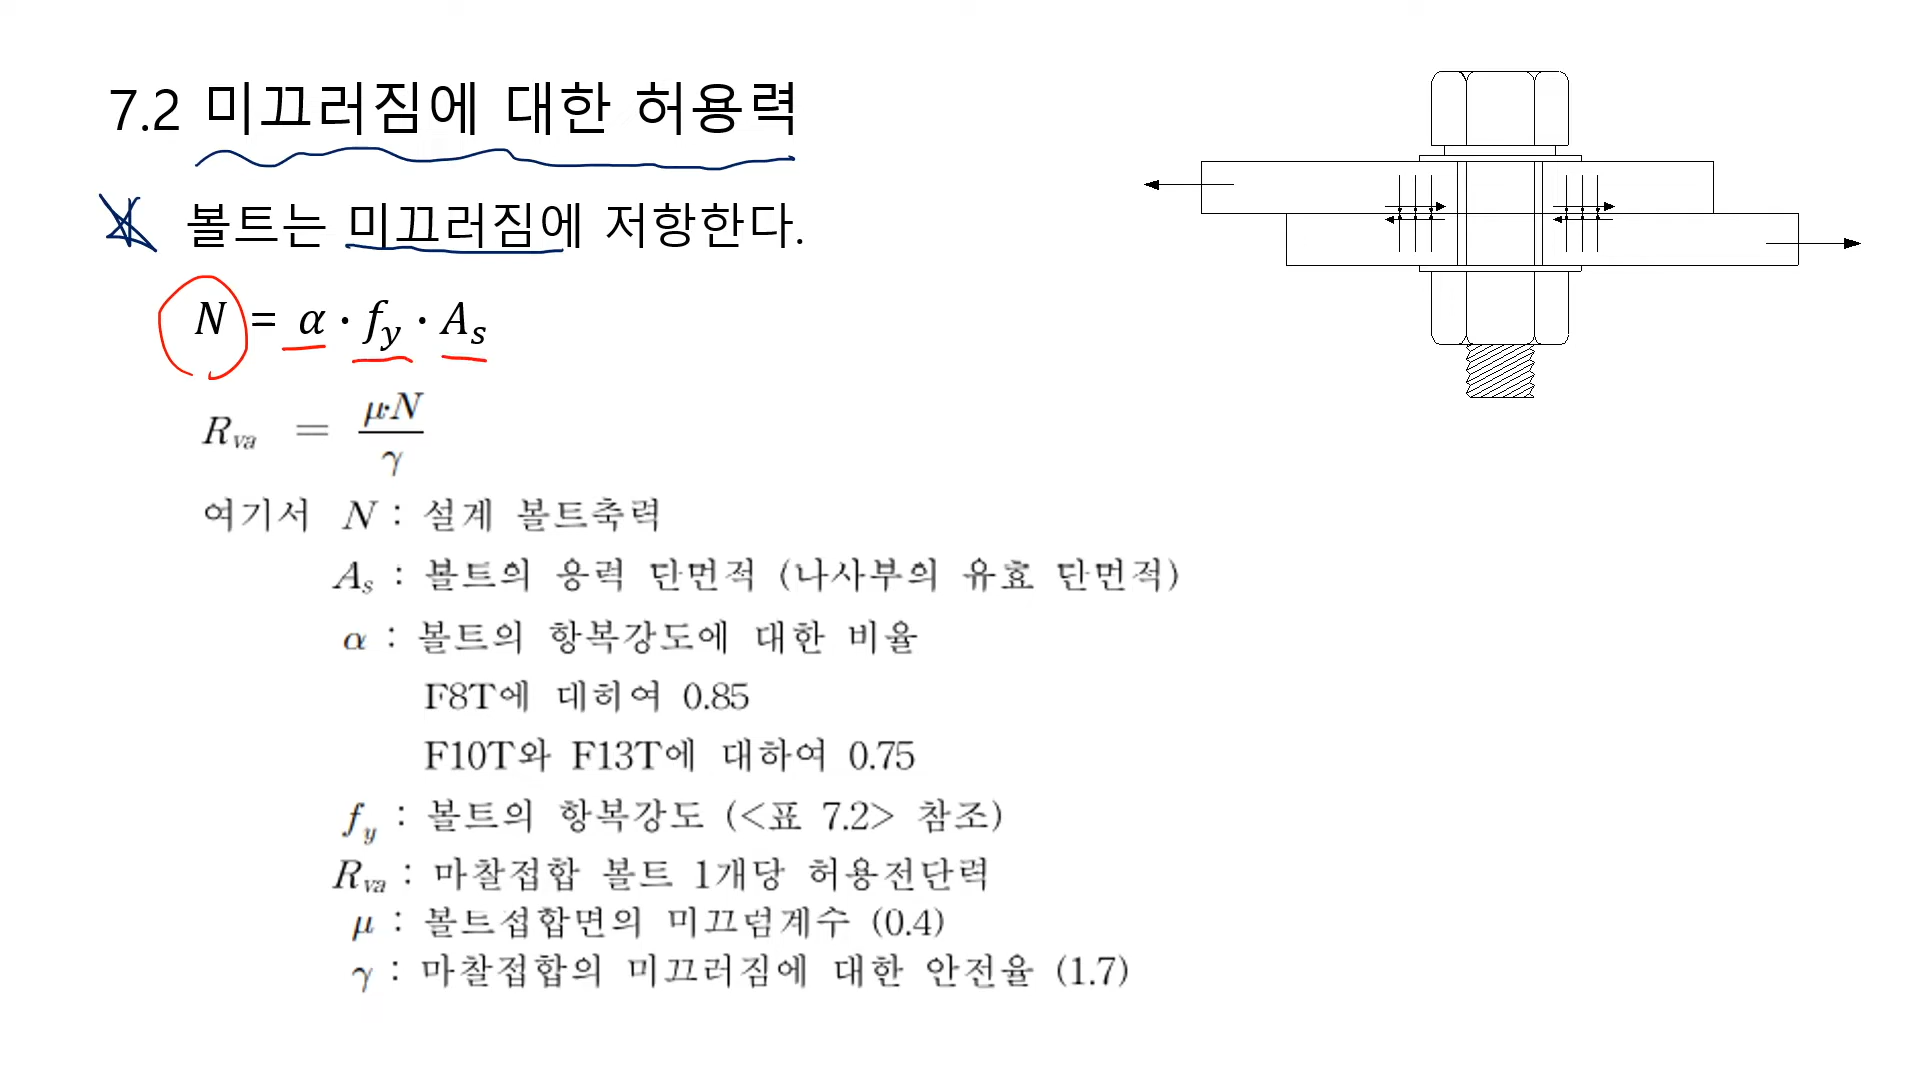 7.2 미끄러짐에 대한 허용력
볼트는 미끄러짐에 저항한다.
N = α · f_y · A_s
R_va = μ·N / γ
여기서 N : 설계 볼트축력
A_s : 볼트의 응력 단면적 (나사부의 유효 단면적)
α : 볼트의 항복강도에 대한 비율
F8T에 대하여 0.85
F10T와 F13T에 대하여 0.75
f_y : 볼트의 항복강도 (<표 7.2> 참조)
R_va : 마찰접합 볼트 1개당 허용전단력
μ : 볼트접합면의 미끄럼계수 (0.4)
γ : 마찰접합의 미끄러짐에 대한 안전율 (1.7)